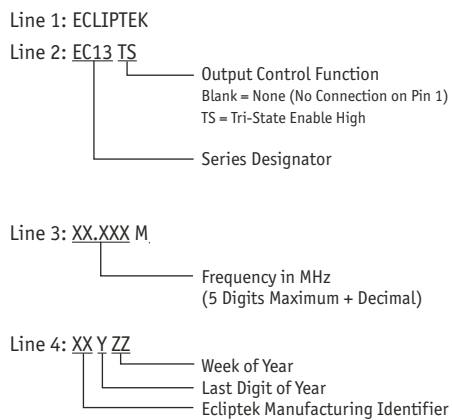 Line 1: ECLIPTEK
Line 2: EC13 TS
Output Control Function
Blank = None (No Connection on Pin 1)
TS = Tri-State Enable High
Series Designator
Line 3: XX.XXX M
Frequency in MHz
(5 Digits Maximum + Decimal)
Line 4: XX Y ZZ
Week of Year
Last Digit of Year
Ecliptek Manufacturing Identifier